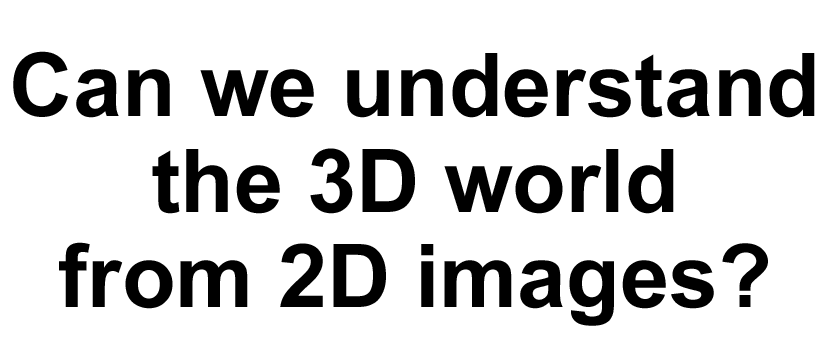 Can we understand
the 3D world
from 2D images?